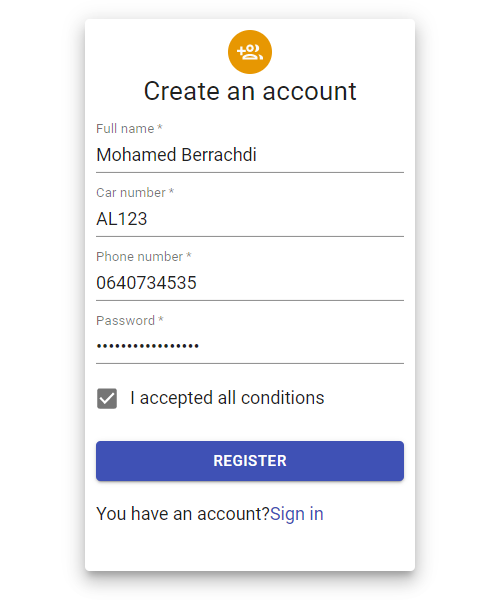 Create an account
Full name *
Mohamed Berrachdi
Car number *
AL123
Phone number *
0640734535
Password *
•••••••••••••••••
I accepted all conditions
REGISTER
You have an account?Sign in